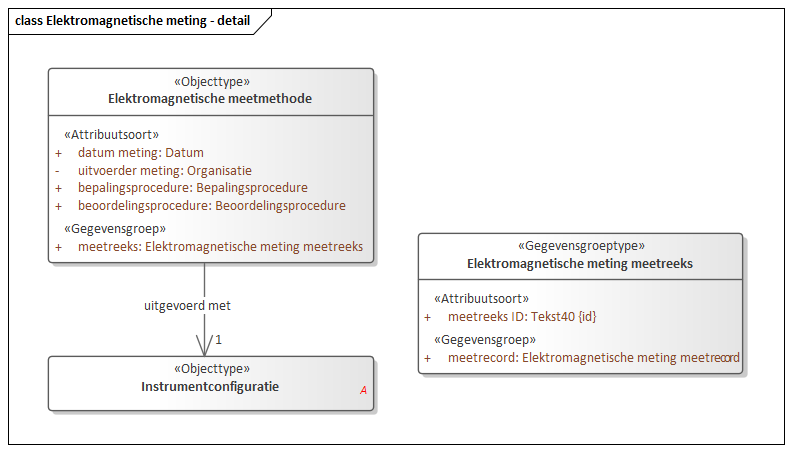 class Elektromagnetische meting - detail
«Objecttype»
Elektromagnetische meetmethode
«Attribuutsoort»
+ datum meting: Datum
- uitvoerder meting: Organisatie
+ bepalingsprocedure: Bepalingsprocedure
+ beoordelingsprocedure: Beoordelingsprocedure
«Gegevensgroep»
+ meetreeks: Elektromagnetische meting meetreeks
uitgevoerd met
1
«Objecttype»
Instrumentconfiguratie
A
«Gegevensgroeptype»
Elektromagnetische meting meetreeks
«Attribuutsoort»
+ meetreeks ID: Tekst40 {id}
«Gegevensgroep»
+ meetrecord: Elektromagnetische meting meetrecord